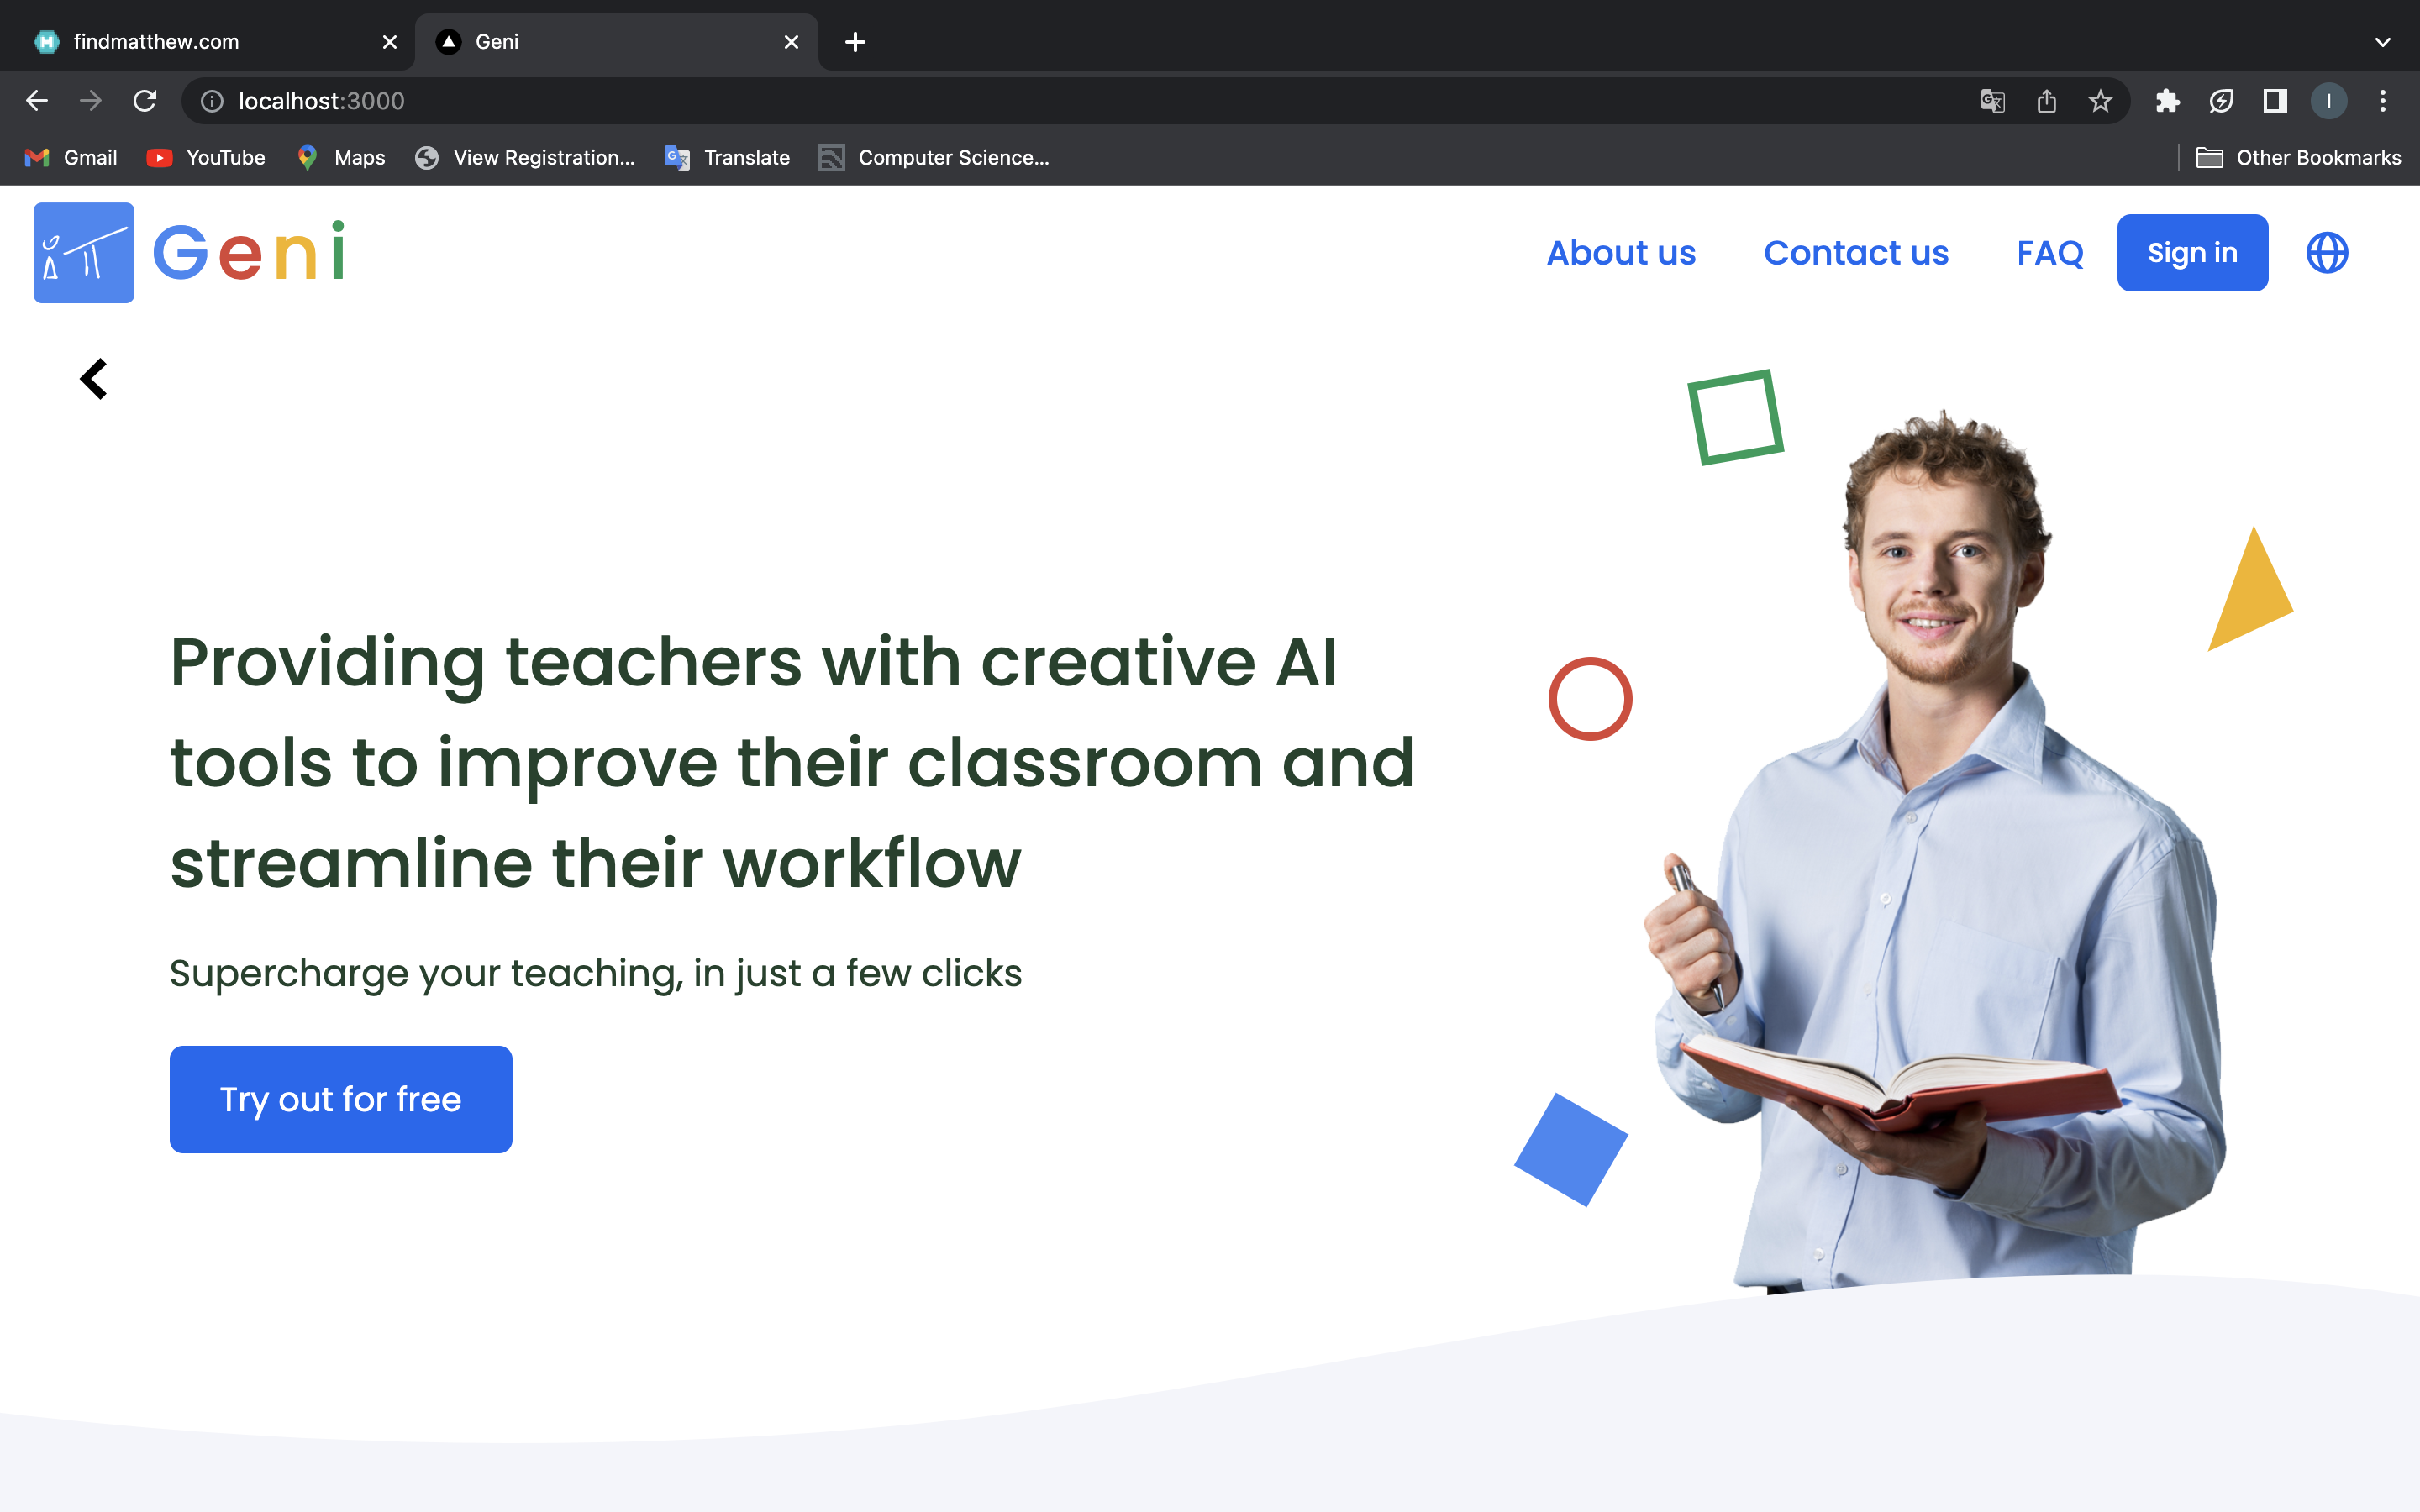 findmatthew.com
Geni
localhost:3000
I
Gmail
YouTube
Maps
View Registration...
Translate
Computer Science...
Other Bookmarks
Geni
About us
Contact us
FAQ
Sign in
Providing teachers with creative AI
tools to improve their classroom and
streamline their workflow
Supercharge your teaching, in just a few clicks
Try out for free